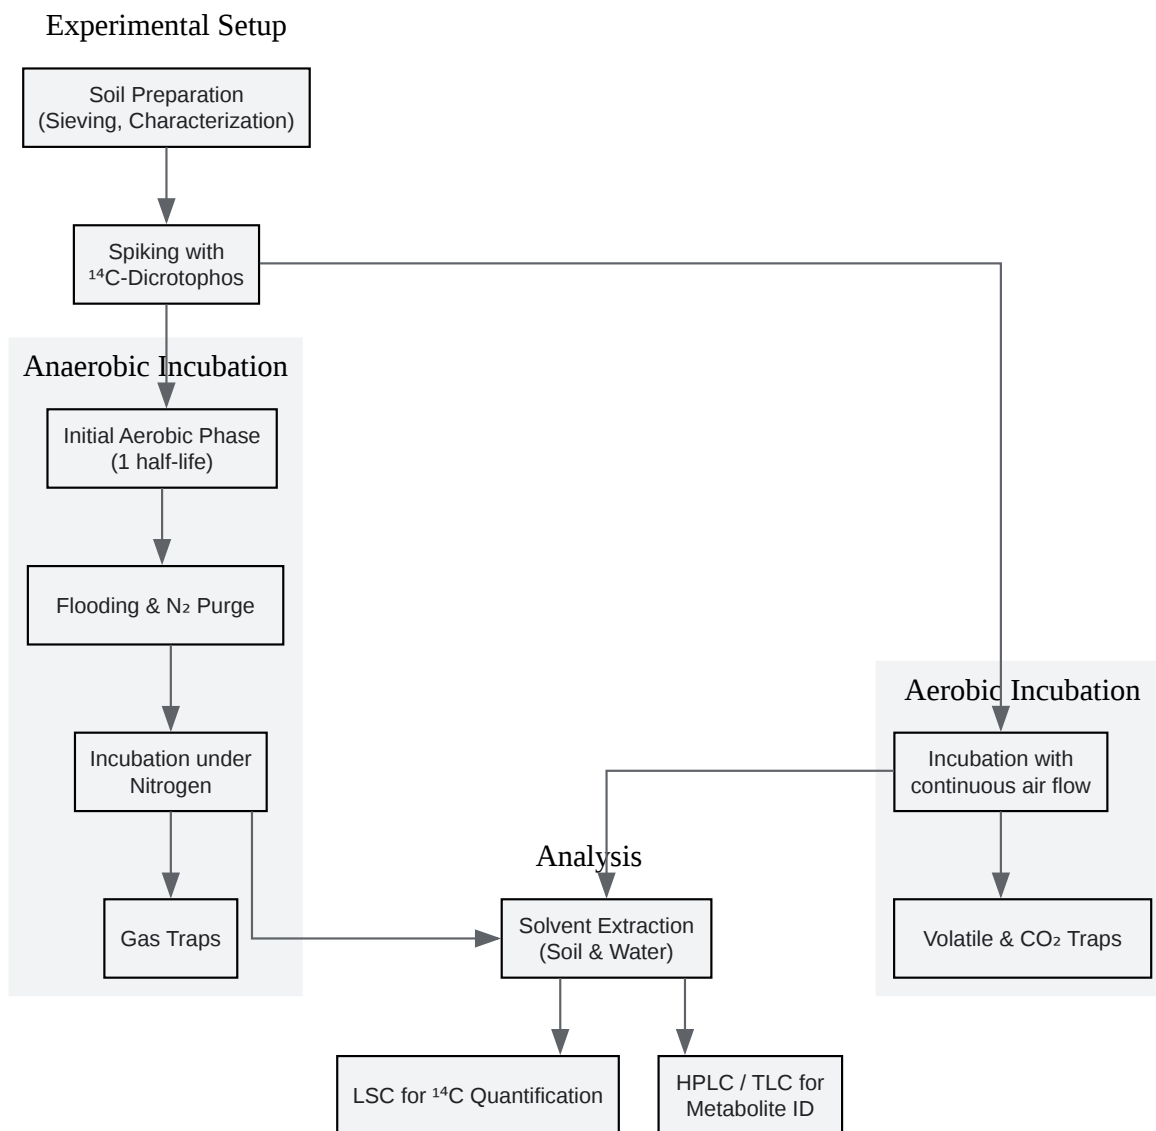 Experimental Setup
Soil Preparation
(Sieving, Characterization)
Spiking with
¹⁴C-Dicrotophos
Anaerobic Incubation
Initial Aerobic Phase
(1 half-life)
Flooding & N₂ Purge
Incubation under
Nitrogen
Gas Traps
Aerobic Incubation
Incubation with
continuous air flow
Volatile & CO₂ Traps
Analysis
Solvent Extraction
(Soil & Water)
LSC for ¹⁴C Quantification
HPLC / TLC for
Metabolite ID